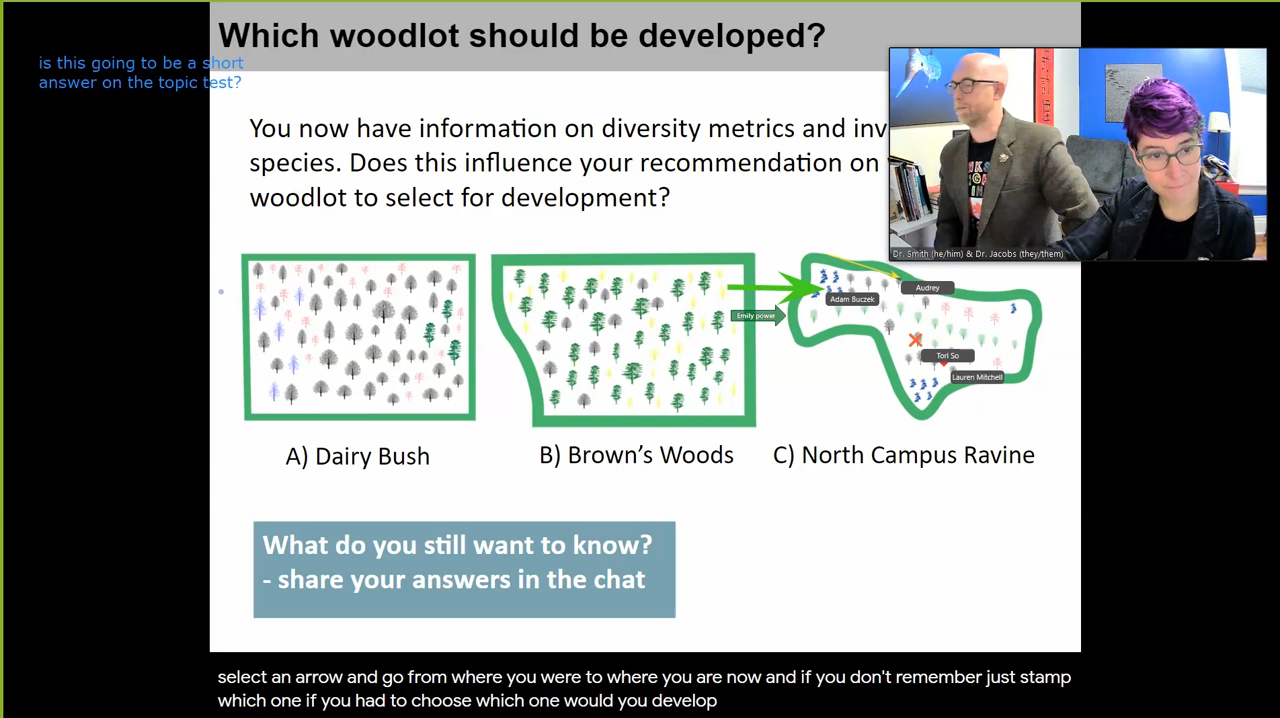 Which woodlot should be developed?
is this going to be a short
answer on the topic test?
You now have information on diversity metrics and inv
species. Does this influence your recommendation on
woodlot to select for development?
Dr. Smith (he/him) & Dr. Jacobs (they/them)
Audrey
Adam Buczek
Emily power
Tori So
Lauren Mitchell
A) Dairy Bush
B) Brown's Woods
C) North Campus Ravine
What do you still want to know?
- share your answers in the chat
select an arrow and go from where you were to where you are now and if you don't remember just stamp
which one if you had to choose which one would you develop